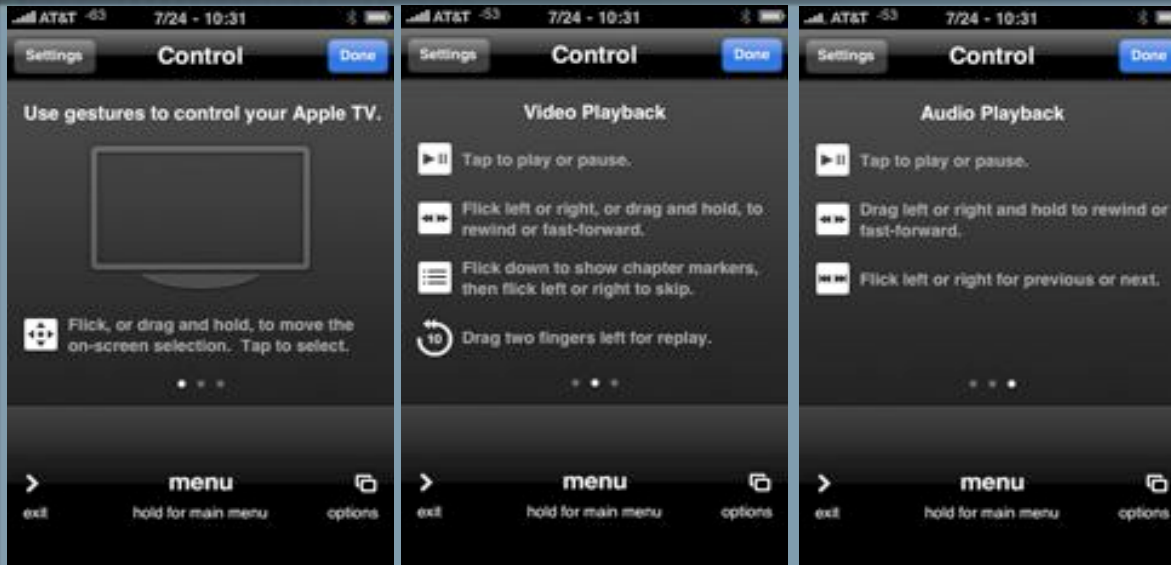 AT&T -63 7/24 - 10:31
Settings Control Done
Use gestures to control your Apple TV.
Flick, or drag and hold, to move the
on-screen selection. Tap to select.
menu
exit hold for main menu options
AT&T -53 7/24 - 10:31
Settings Control Done
Video Playback
Tap to play or pause.
Flick left or right, or drag and hold, to
rewind or fast-forward.
Flick down to show chapter markers,
then flick left or right to skip.
10 Drag two fingers left for replay.
menu
exit hold for main menu options
AT&T -53 7/24 - 10:31
Settings Control Done
Audio Playback
Tap to play or pause.
Drag left or right and hold to rewind or
fast-forward.
Flick left or right for previous or next.
menu
exit hold for main menu options